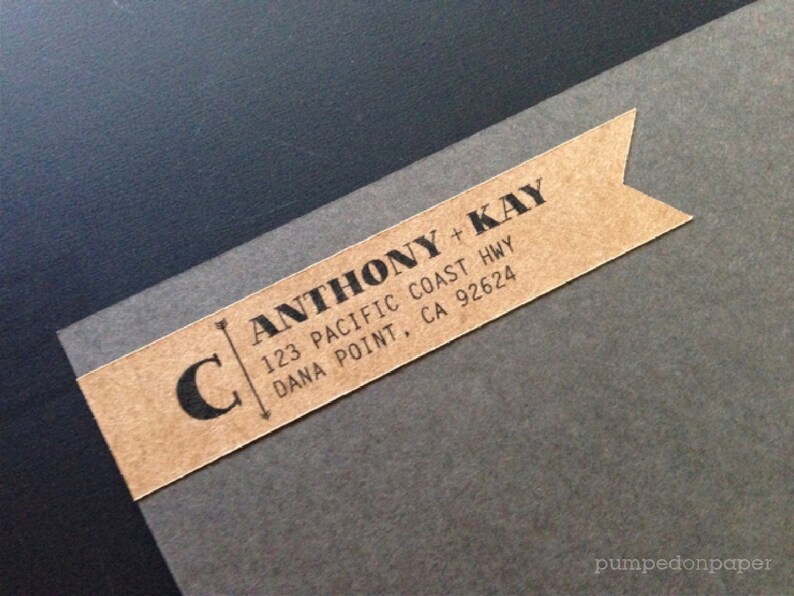 C
ANTHONY + KAY
123 PACIFIC COAST HWY
DANA POINT, CA 92624
pumpedonpaper